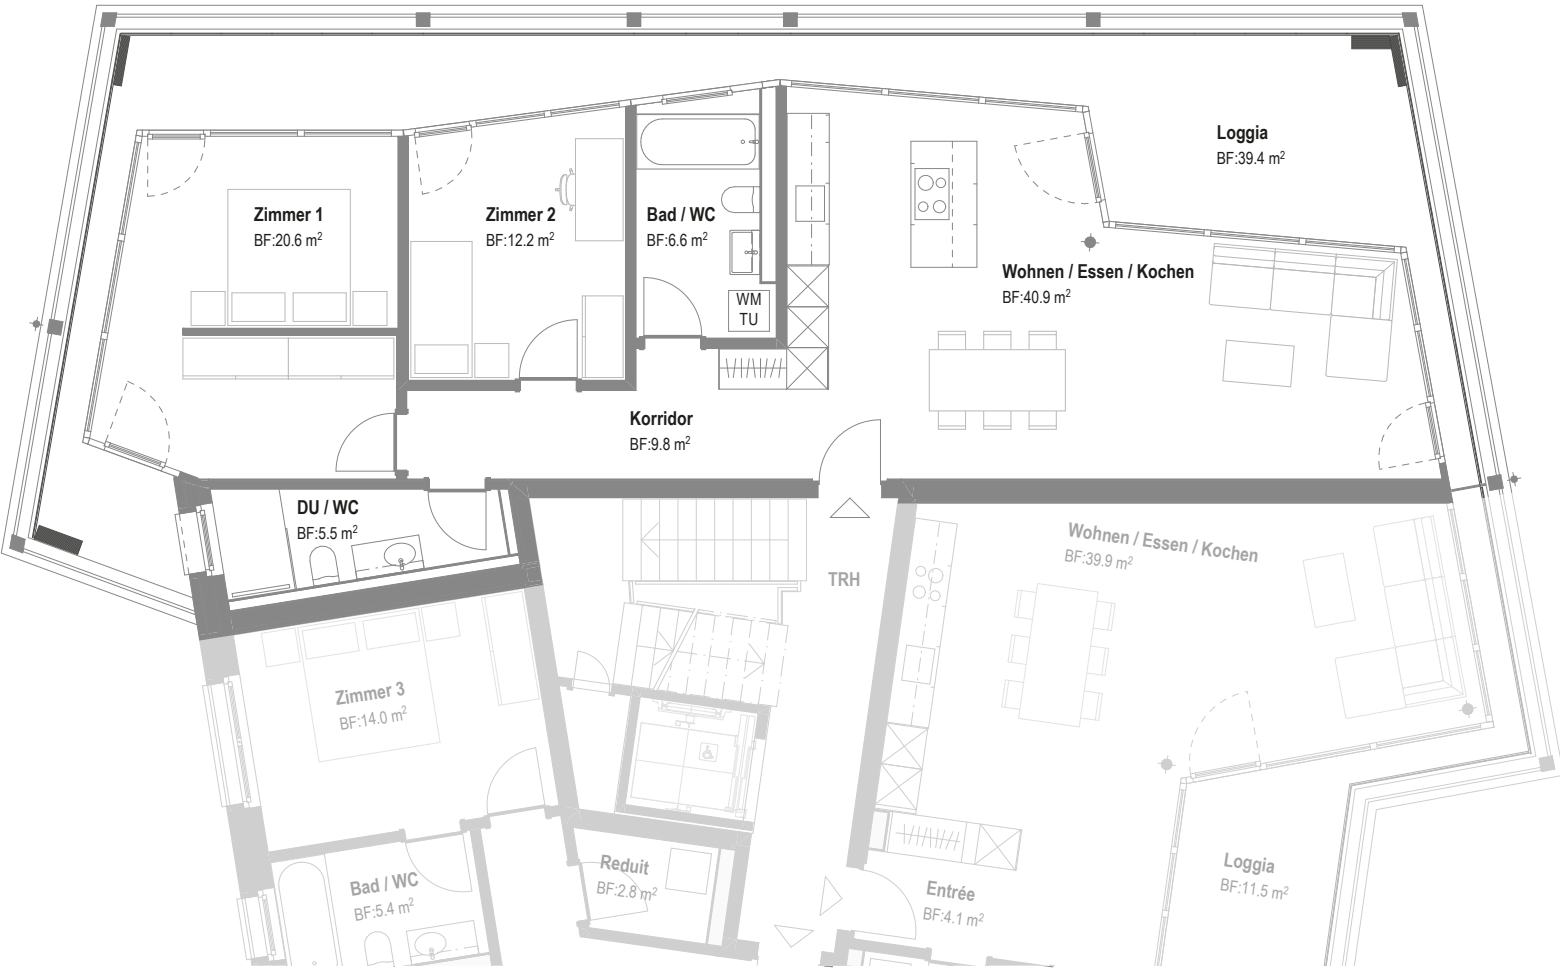 Loggia
BF:39.4 m²
Zimmer 1
BF:20.6 m²
Zimmer 2
BF:12.2 m²
Bad / WC
BF:6.6 m²
WM
TU
Wohnen / Essen / Kochen
BF:40.9 m²
Korridor
BF:9.8 m²
DU / WC
BF:5.5 m²
Wohnen / Essen / Kochen
BF:39.9 m²
TRH
Zimmer 3
BF:14.0 m²
Reduit
BF:2.8 m²
Bad / WC
BF:5.4 m²
Entrée
BF:4.1 m²
Loggia
BF:11.5 m²